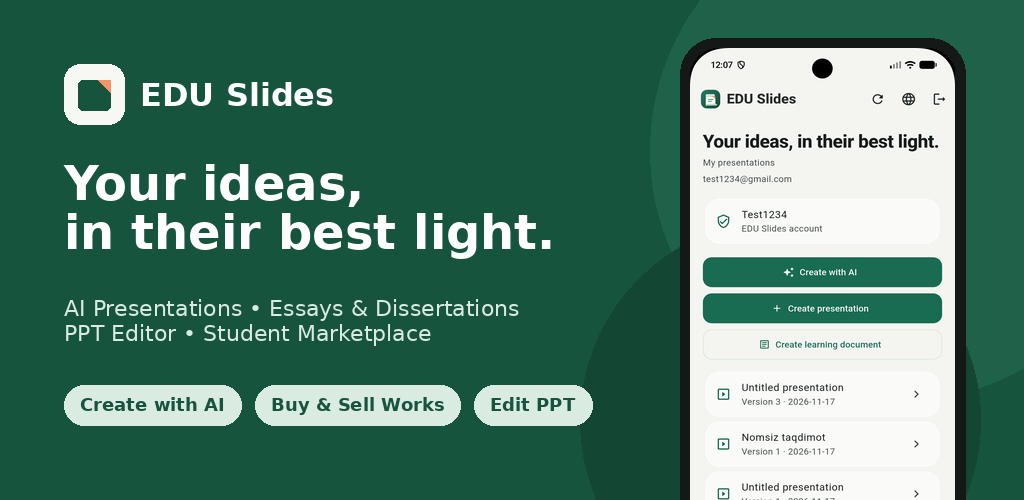 EDU Slides
Your ideas,
in their best light.
AI Presentations • Essays & Dissertations
PPT Editor • Student Marketplace
Create with AI
Buy & Sell Works
Edit PPT
12:07
EDU Slides
Your ideas, in their best light.
My presentations
test1234@gmail.com
Test1234
EDU Slides account
Create with AI
Create presentation
Create learning document
Untitled presentation
Version 3 · 2026-11-17
Nomsiz taqdimot
Version 1 · 2026-11-17
Untitled presentation